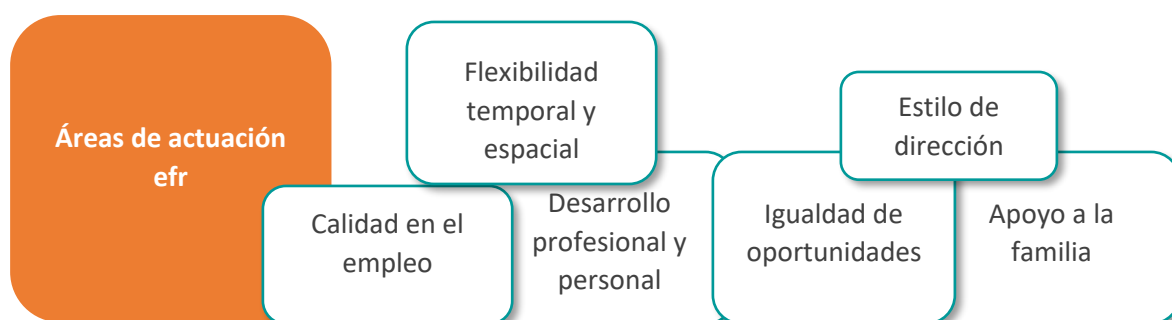 Áreas de actuación
efr
Calidad en el
empleo
Flexibilidad
temporal y
espacial
Desarrollo
profesional y
personal
Igualdad de
oportunidades
Estilo de
dirección
Apoyo a la
familia